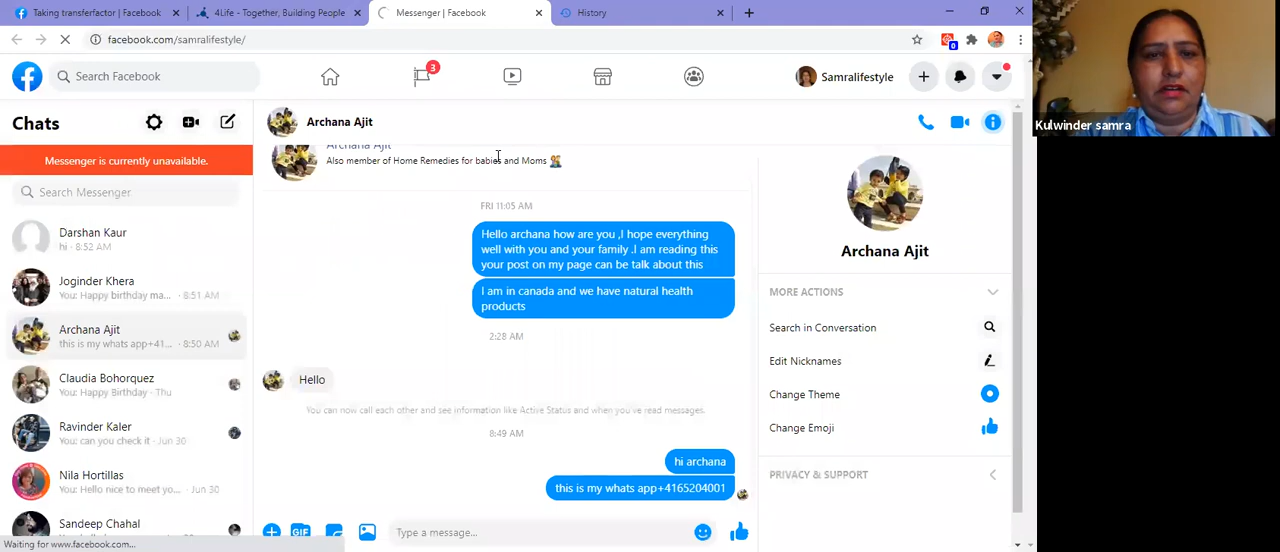 Taking transferfactor | Facebook
4Life - Together, Building People
Messenger | Facebook
History
facebook.com/samralifestyle/
0
Search Facebook
3
Samralifestyle
Kulwinder samra
Chats
Messenger is currently unavailable.
Search Messenger
Darshan Kaur
hi · 8:52 AM
Joginder Khera
You: Happy birthday ma... · 8:51 AM
Archana Ajit
this is my whats app+41... · 8:50 AM
Claudia Bohorquez
You: Happy Birthday · Thu
Ravinder Kaler
You: can you check it · Jun 30
Nila Hortillas
You: Hello nice to meet yo... · Jun 30
Sandeep Chahal
Waiting for www.facebook.com...
Archana Ajit
Archana Ajit
Also member of Home Remedies for babies and Moms
FRI 11:05 AM
Hello archana how are you ,I hope everything
well with you and your family .I am reading this
your post on my page can be talk about this
I am in canada and we have natural health
products
2:28 AM
Hello
You can now call each other and see information like Active Status and when you've read messages.
8:49 AM
hi archana
this is my whats app+4165204001
GIF
Type a message...
Archana Ajit
MORE ACTIONS
Search in Conversation
Edit Nicknames
Change Theme
Change Emoji
PRIVACY & SUPPORT